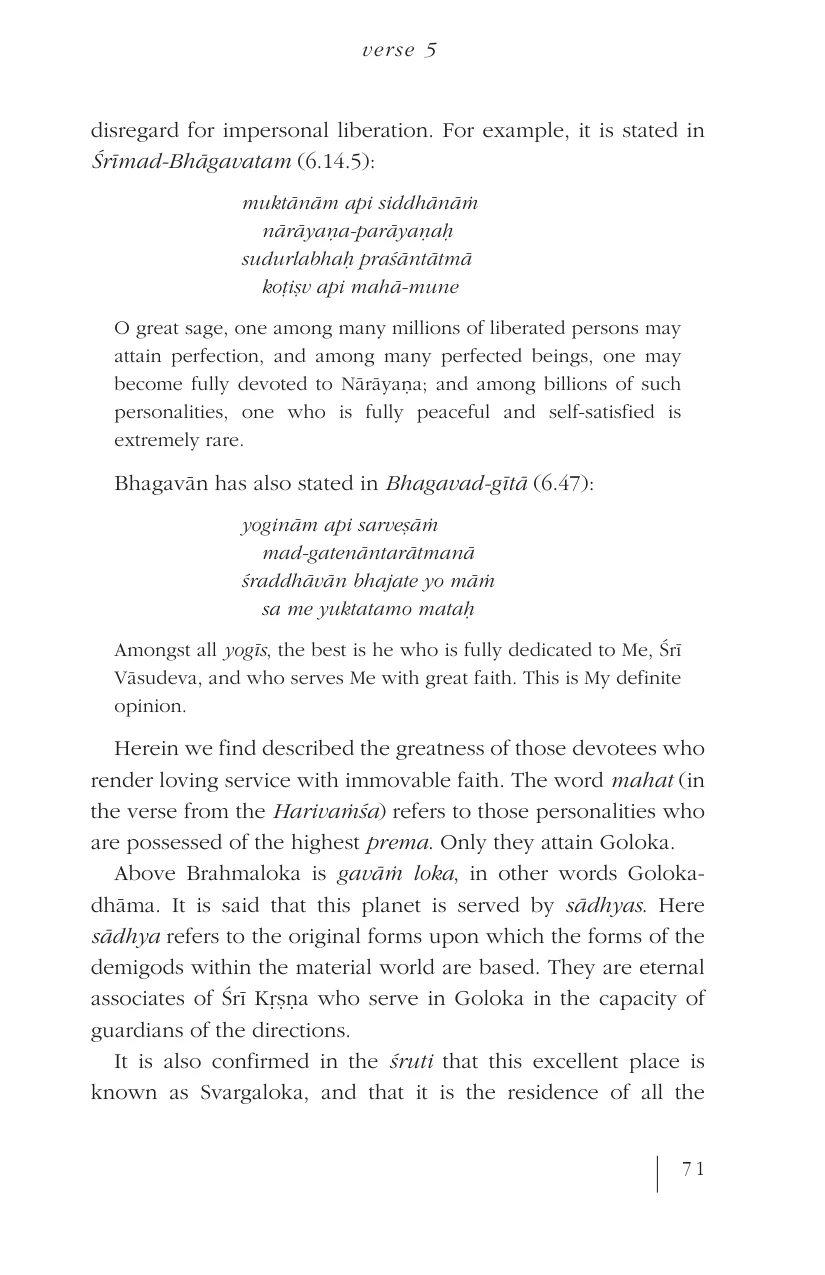 verse 5
disregard for impersonal liberation. For example, it is stated in
Śrīmad-Bhāgavatam (6.14.5):
muktānām api siddhānāṁ
nārāyaṇa-parāyaṇaḥ
sudurlabhaḥ praśāntātmā
koṭiṣv api mahā-mune
O great sage, one among many millions of liberated persons may
attain perfection, and among many perfected beings, one may
become fully devoted to Nārāyaṇa; and among billions of such
personalities, one who is fully peaceful and self-satisfied is
extremely rare.
Bhagavān has also stated in Bhagavad-gītā (6.47):
yoginām api sarveṣāṁ
mad-gatenāntarātmanā
śraddhāvān bhajate yo māṁ
sa me yuktatamo mataḥ
Amongst all yogīs, the best is he who is fully dedicated to Me, Śrī
Vāsudeva, and who serves Me with great faith. This is My definite
opinion.
Herein we find described the greatness of those devotees who
render loving service with immovable faith. The word mahat (in
the verse from the Harivaṁśa) refers to those personalities who
are possessed of the highest prema. Only they attain Goloka.
Above Brahmaloka is gavāṁ loka, in other words Goloka-
dhāma. It is said that this planet is served by sādhyas. Here
sādhya refers to the original forms upon which the forms of the
demigods within the material world are based. They are eternal
associates of Śrī Kṛṣṇa who serve in Goloka in the capacity of
guardians of the directions.
It is also confirmed in the śruti that this excellent place is
known as Svargaloka, and that it is the residence of all the
71